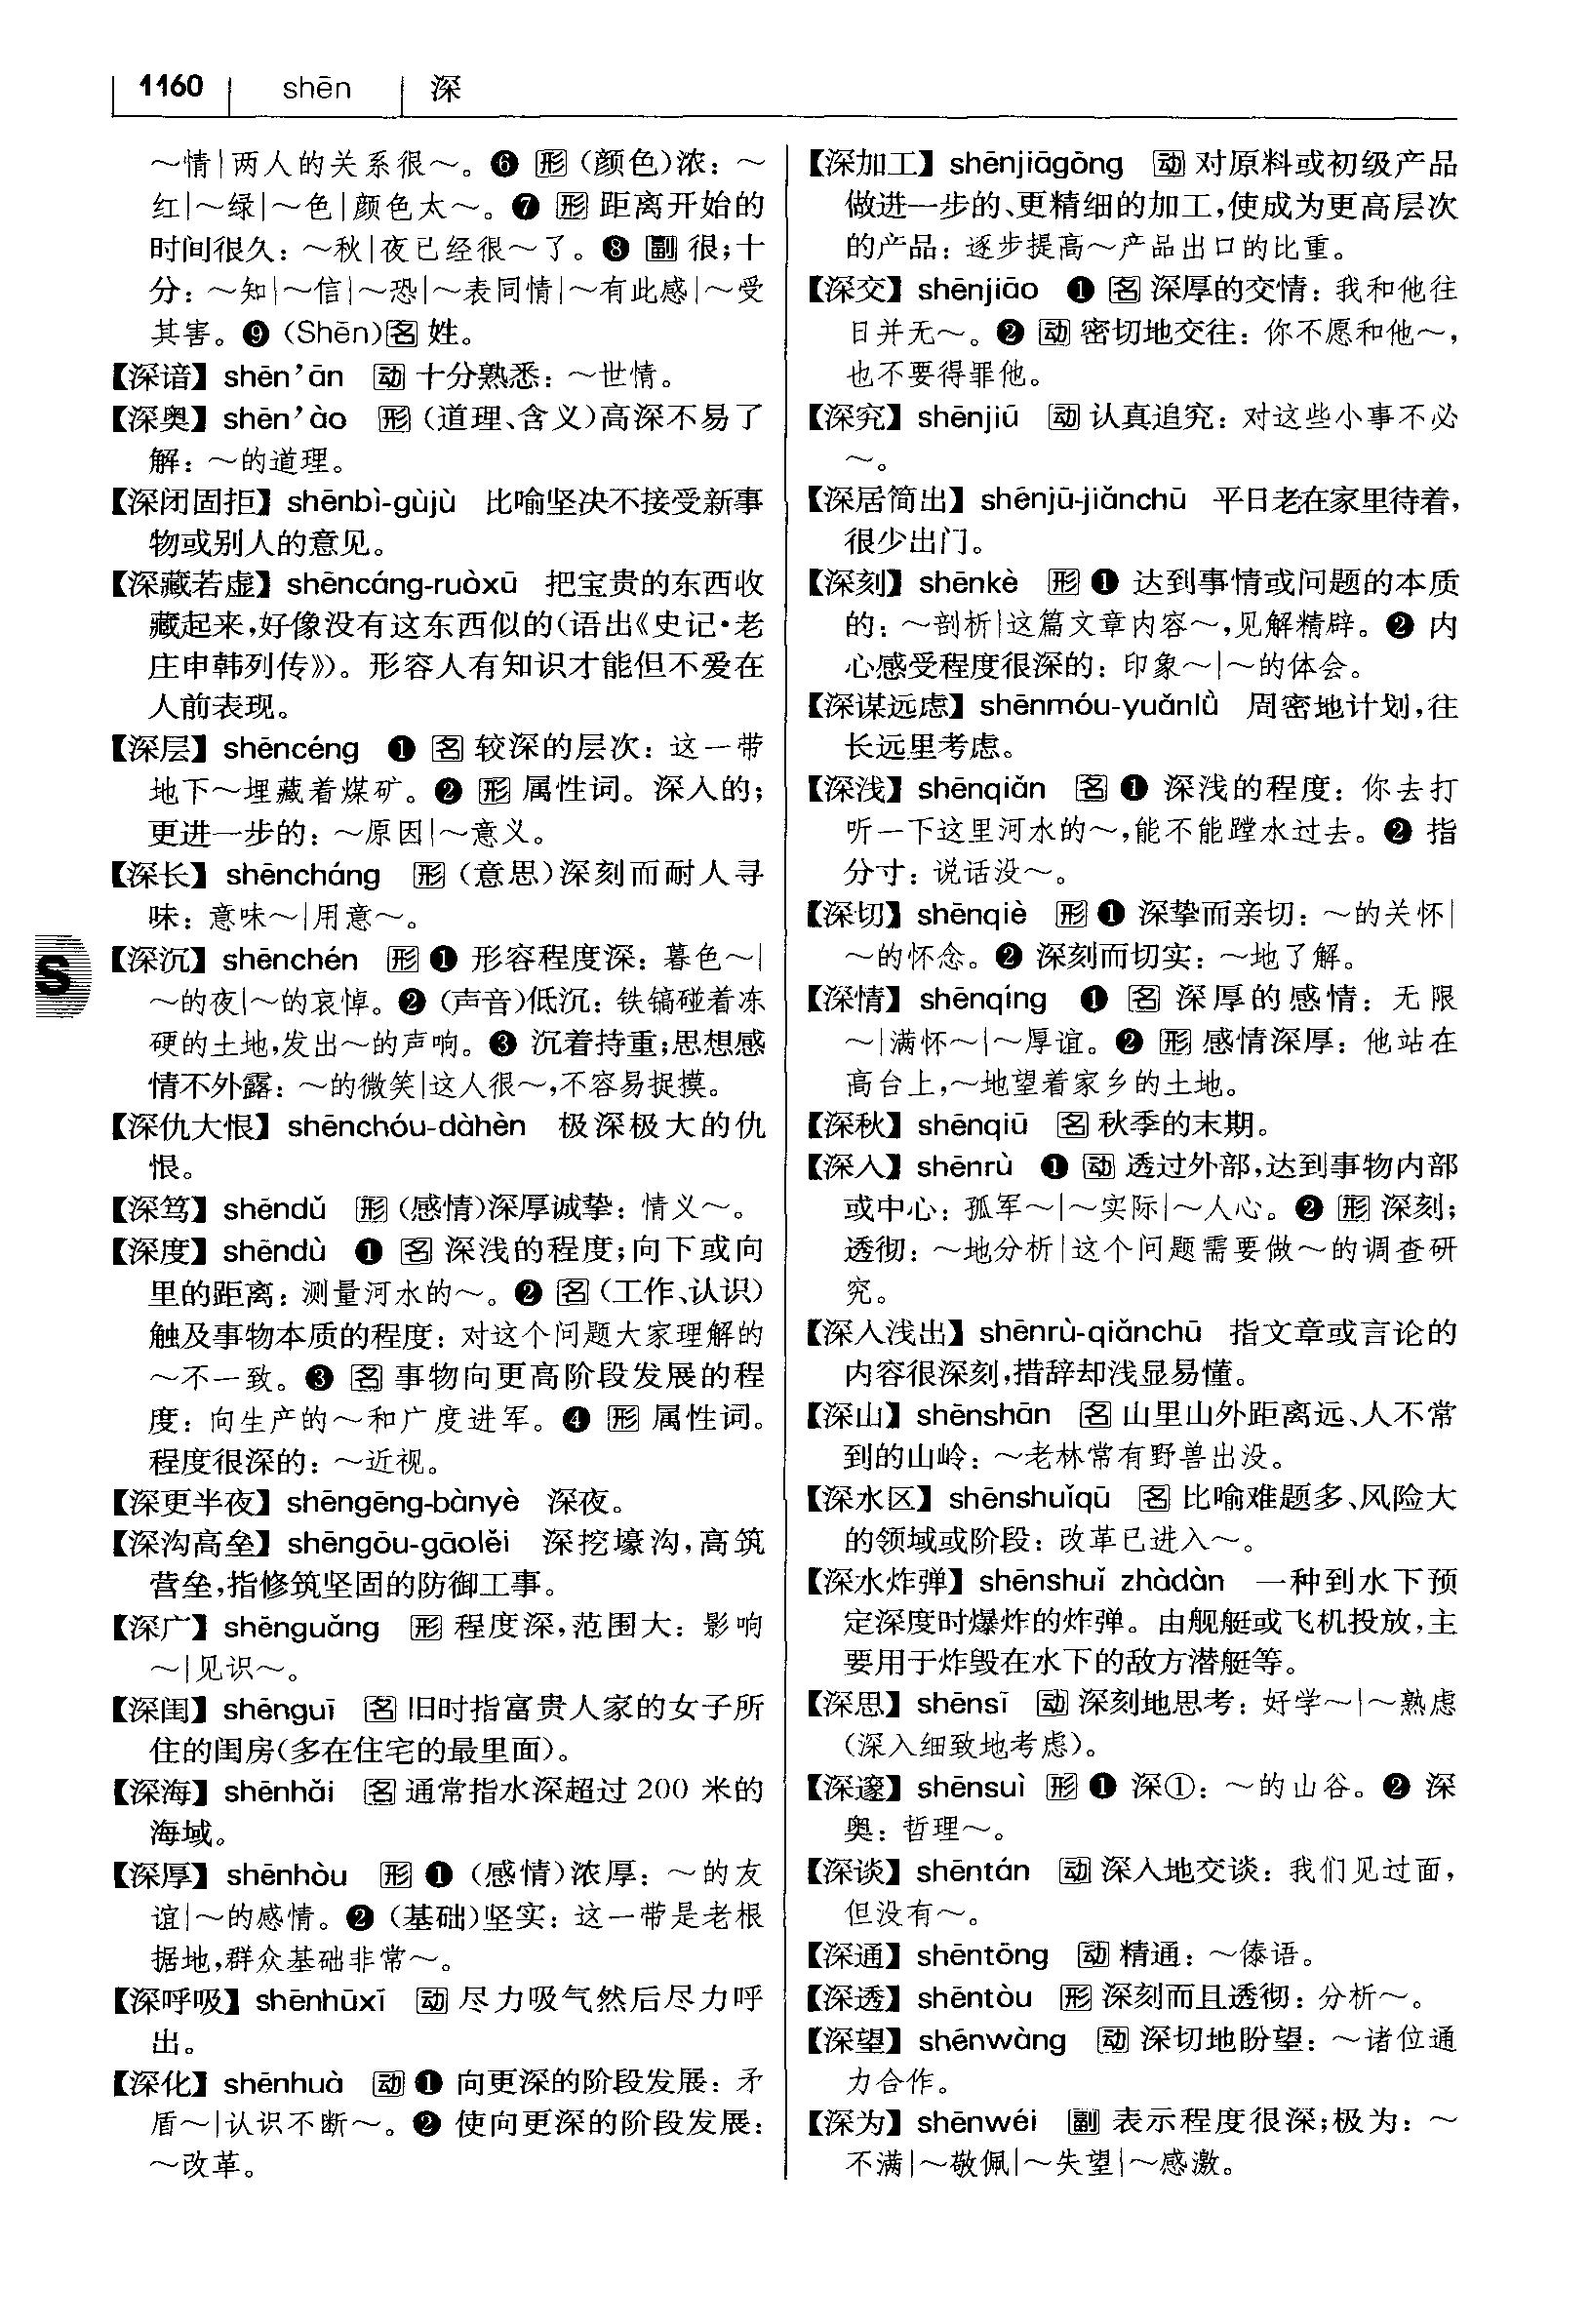 1160 shēn 深
～情|两人的关系很～。❻ 形 (颜色)浓：～
红|～绿|～色|颜色太～。❼ 形 距离开始的
时间很久：～秋|夜已经很～了。❽ 副 很;十
分：～知|～信|～恐|～表同情|～有此感|～受
其害。❾ (Shēn)名 姓。
【深谙】shēn’ān 动 十分熟悉：～世情。
【深奥】shēn’ào 形 (道理、含义)高深不易了
解：～的道理。
【深闭固拒】shēnbì-gùjù 比喻坚决不接受新事
物或别人的意见。
【深藏若虚】shēncáng-ruòxū 把宝贵的东西收
藏起来,好像没有这东西似的(语出《史记·老
庄申韩列传》)。形容人有知识才能但不爱在
人前表现。
【深层】shēncéng ❶ 名 较深的层次：这一带
地下～埋藏着煤矿。❷ 形 属性词。深入的;
更进一步的：～原因|～意义。
【深长】shēncháng 形 (意思)深刻而耐人寻
味：意味～|用意～。
【深沉】shēnchén 形 ❶ 形容程度深：暮色～|
～的夜|～的哀悼。❷ (声音)低沉：铁镐碰着冻
硬的土地,发出～的声响。❸ 沉着持重;思想感
情不外露：～的微笑|这人很～,不容易捉摸。
【深仇大恨】shēnchóu-dàhèn 极深极大的仇
恨。
【深笃】shēndǔ 形 (感情)深厚诚挚：情义～。
【深度】shēndù ❶ 名 深浅的程度;向下或向
里的距离：测量河水的～。❷ 名 (工作、认识)
触及事物本质的程度：对这个问题大家理解的
～不一致。❸ 名 事物向更高阶段发展的程
度：向生产的～和广度进军。❹ 形 属性词。
程度很深的：～近视。
【深更半夜】shēngēng-bànyè 深夜。
【深沟高垒】shēngōu-gāolěi 深挖壕沟,高筑
营垒,指修筑坚固的防御工事。
【深广】shēnguǎng 形 程度深,范围大：影响
～|见识～。
【深闺】shēnguī 名 旧时指富贵人家的女子所
住的闺房(多在住宅的最里面)。
【深海】shēnhǎi 名 通常指水深超过 200 米的
海域。
【深厚】shēnhòu 形 ❶ (感情)浓厚：～的友
谊|～的感情。❷ (基础)坚实：这一带是老根
据地,群众基础非常～。
【深呼吸】shēnhūxī 动 尽力吸气然后尽力呼
出。
【深化】shēnhuà 动 ❶ 向更深的阶段发展：矛
盾～|认识不断～。❷ 使向更深的阶段发展：
～改革。
S
【深加工】shēnjiāgōng 动 对原料或初级产品
做进一步的、更精细的加工,使成为更高层次
的产品：逐步提高～产品出口的比重。
【深交】shēnjiāo ❶ 名 深厚的交情：我和他往
日并无～。❷ 动 密切地交往：你不愿和他～,
也不要得罪他。
【深究】shēnjiū 动 认真追究：对这些小事不必
～。
【深居简出】shēnjū-jiǎnchū 平日老在家里待着,
很少出门。
【深刻】shēnkè 形 ❶ 达到事情或问题的本质
的：～剖析|这篇文章内容～,见解精辟。❷ 内
心感受程度很深的：印象～|～的体会。
【深谋远虑】shēnmóu-yuǎnlǜ 周密地计划,往
长远里考虑。
【深浅】shēnqiǎn 名 ❶ 深浅的程度：你去打
听一下这里河水的～,能不能蹚水过去。❷ 指
分寸：说话没～。
【深切】shēnqiè 形 ❶ 深挚而亲切：～的关怀|
～的怀念。❷ 深刻而切实：～地了解。
【深情】shēnqíng ❶ 名 深厚的感情：无限
～|满怀～|～厚谊。❷ 形 感情深厚：他站在
高台上,～地望着家乡的土地。
【深秋】shēnqiū 名 秋季的末期。
【深入】shēnrù ❶ 动 透过外部,达到事物内部
或中心：孤军～|～实际|～人心。❷ 形 深刻;
透彻：～地分析|这个问题需要做～的调查研
究。
【深入浅出】shēnrù-qiǎnchū 指文章或言论的
内容很深刻,措辞却浅显易懂。
【深山】shēnshān 名 山里山外距离远、人不常
到的山岭：～老林常有野兽出没。
【深水区】shēnshuǐqū 名 比喻难题多、风险大
的领域或阶段：改革已进入～。
【深水炸弹】shēnshuǐ zhàdàn 一种到水下预
定深度时爆炸的炸弹。由舰艇或飞机投放,主
要用于炸毁在水下的敌方潜艇等。
【深思】shēnsī 动 深刻地思考：好学～|～熟虑
(深入细致地考虑)。
【深邃】shēnsuì 形 ❶ 深①：～的山谷。❷ 深
奥：哲理～。
【深谈】shēntán 动 深入地交谈：我们见过面,
但没有～。
【深通】shēntōng 动 精通：～傣语。
【深透】shēntòu 形 深刻而且透彻：分析～。
【深望】shēnwàng 动 深切地盼望：～诸位通
力合作。
【深为】shēnwéi 副 表示程度很深;极为：～
不满|～敬佩|～失望|～感激。